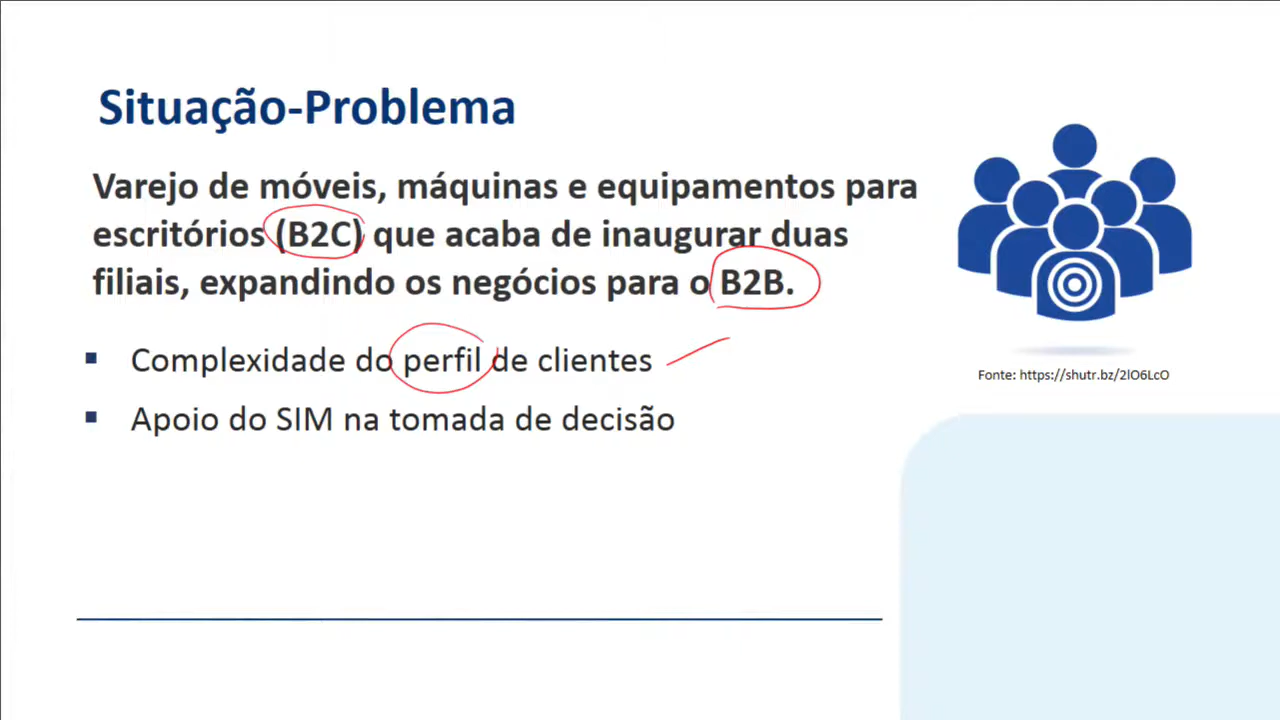 Situação-Problema
Varejo de móveis, máquinas e equipamentos para
escritórios (B2C) que acaba de inaugurar duas
filiais, expandindo os negócios para o B2B.
▪ Complexidade do perfil de clientes
▪ Apoio do SIM na tomada de decisão
Fonte: https://shutr.bz/2lO6LcO